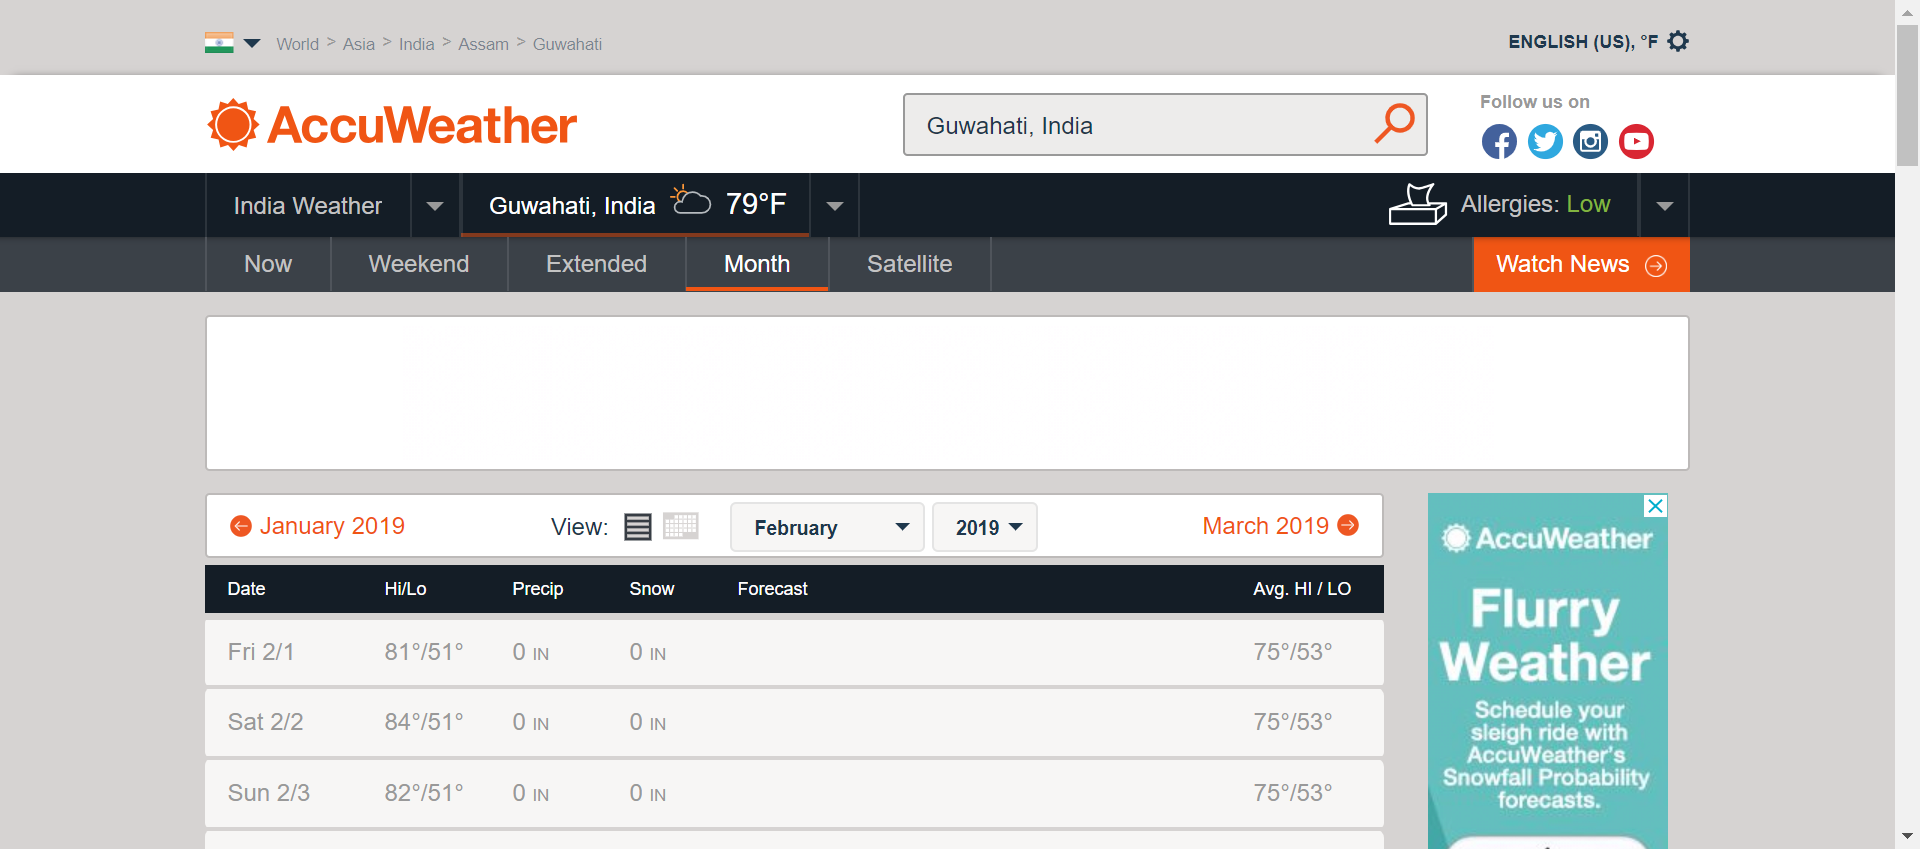 World > Asia > India > Assam > Guwahati
ENGLISH (US), °F
AccuWeather
Guwahati, India
Follow us on
India Weather
Guwahati, India 79°F
Allergies: Low
Now Weekend Extended Month Satellite
Watch News
January 2019
View:
February
2019
March 2019
Date Hi/Lo Precip Snow Forecast Avg. HI / LO
Fri 2/1 81°/51° 0 IN 0 IN 75°/53°
Sat 2/2 84°/51° 0 IN 0 IN 75°/53°
Sun 2/3 82°/51° 0 IN 0 IN 75°/53°
AccuWeather
Flurry
Weather
Schedule your
sleigh ride with
AccuWeather's
Snowfall Probability
forecasts.